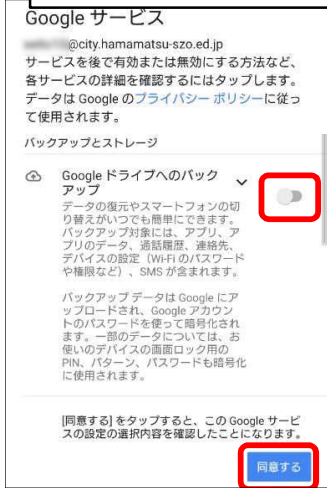 Google サービス
@city.hamamatsu-szo.ed.jp
サービスを後で有効または無効にする方法など、
各サービスの詳細を確認するにはタップします。
データは Google のプライバシー ポリシーに従っ
て使用されます。
バックアップとストレージ
Google ドライブへのバック
アップ
データの復元やスマートフォンの切
り替えがいつでも簡単にできます。
バックアップ対象には、アプリ、ア
プリのデータ、通話履歴、連絡先、
デバイスの設定（Wi-Fi のパスワード
や権限など）、SMS が含まれます。
バックアップ データは Google にア
ップロードされ、Google アカウン
トのパスワードを使って暗号化され
ます。一部のデータについては、お
使いのデバイスの画面ロック用の
PIN、パターン、パスワードも暗号化
に使用されます。
[同意する] をタップすると、この Google サービ
スの設定の選択内容を確認したことになります。
同意する